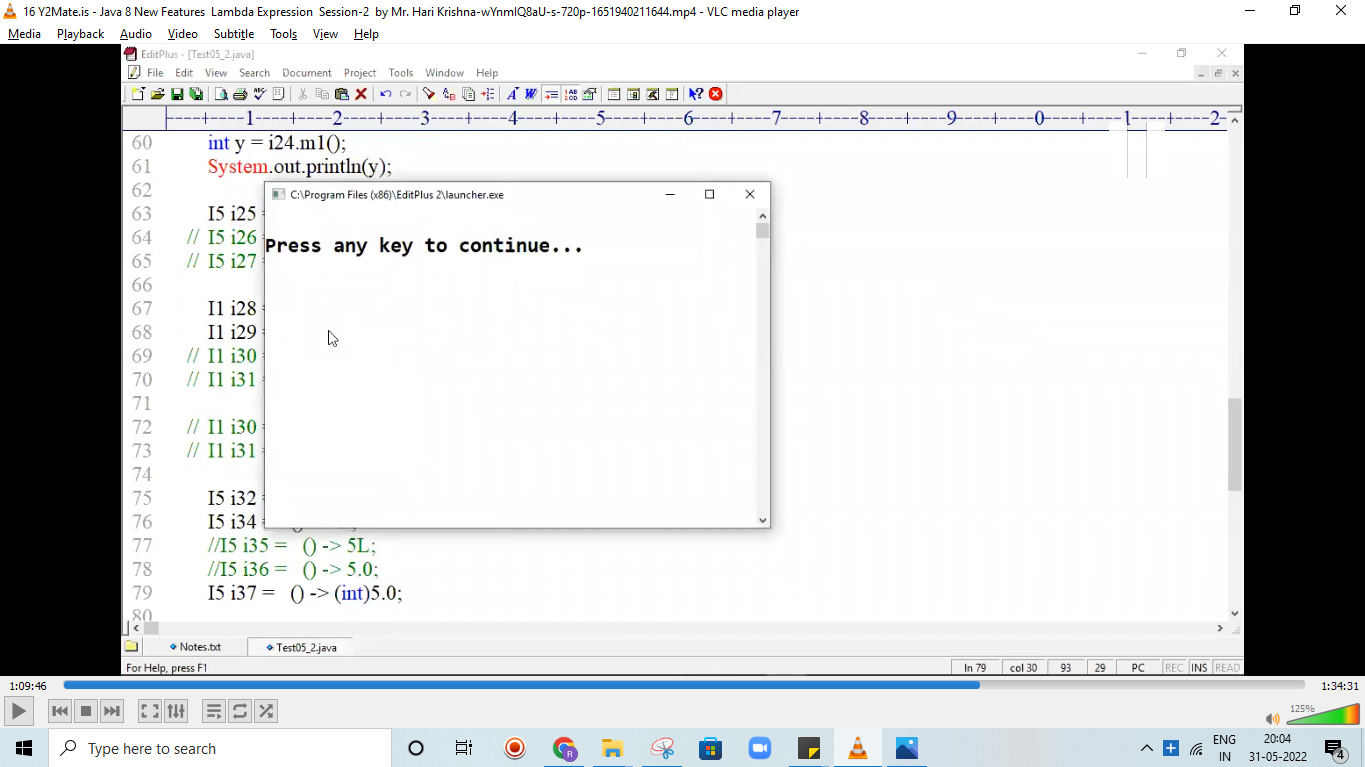 16 Y2Mate.is - Java 8 New Features Lambda Expression Session-2 by Mr. Hari Krishna-wYnmlQ8aU-s-720p-1651940211644.mp4 - VLC media player
Media Playback Audio Video Subtitle Tools View Help
EditPlus - [Test05_2.java]
File Edit View Search Document Project Tools Window Help
----+----1----+----2----+----3----+----4----+----5----+----6----+----7----+----8----+----9----+----0----+----1----+----2-
60 int y = i24.m1();
61 System.out.println(y);
62
C:\Program Files (x86)\EditPlus 2\launcher.exe
63 I5 i25 =
64 // I5 i26
Press any key to continue...
65 // I5 i27
66
67 I1 i28 =
68 I1 i29 =
69 // I1 i30
70 // I1 i31
71
72 // I1 i30
73 // I1 i31
74
75 I5 i32 =
76 I5 i34 =
77 //I5 i35 = () -> 5L;
78 //I5 i36 = () -> 5.0;
79 I5 i37 = () -> (int)5.0;
80
Notes.txt Test05_2.java
For Help, press F1 ln 79 col 30 93 29 PC REC INS READ
1:09:46 1:34:31
125%
Type here to search
R
ENG
IN
20:04
31-05-2022
4